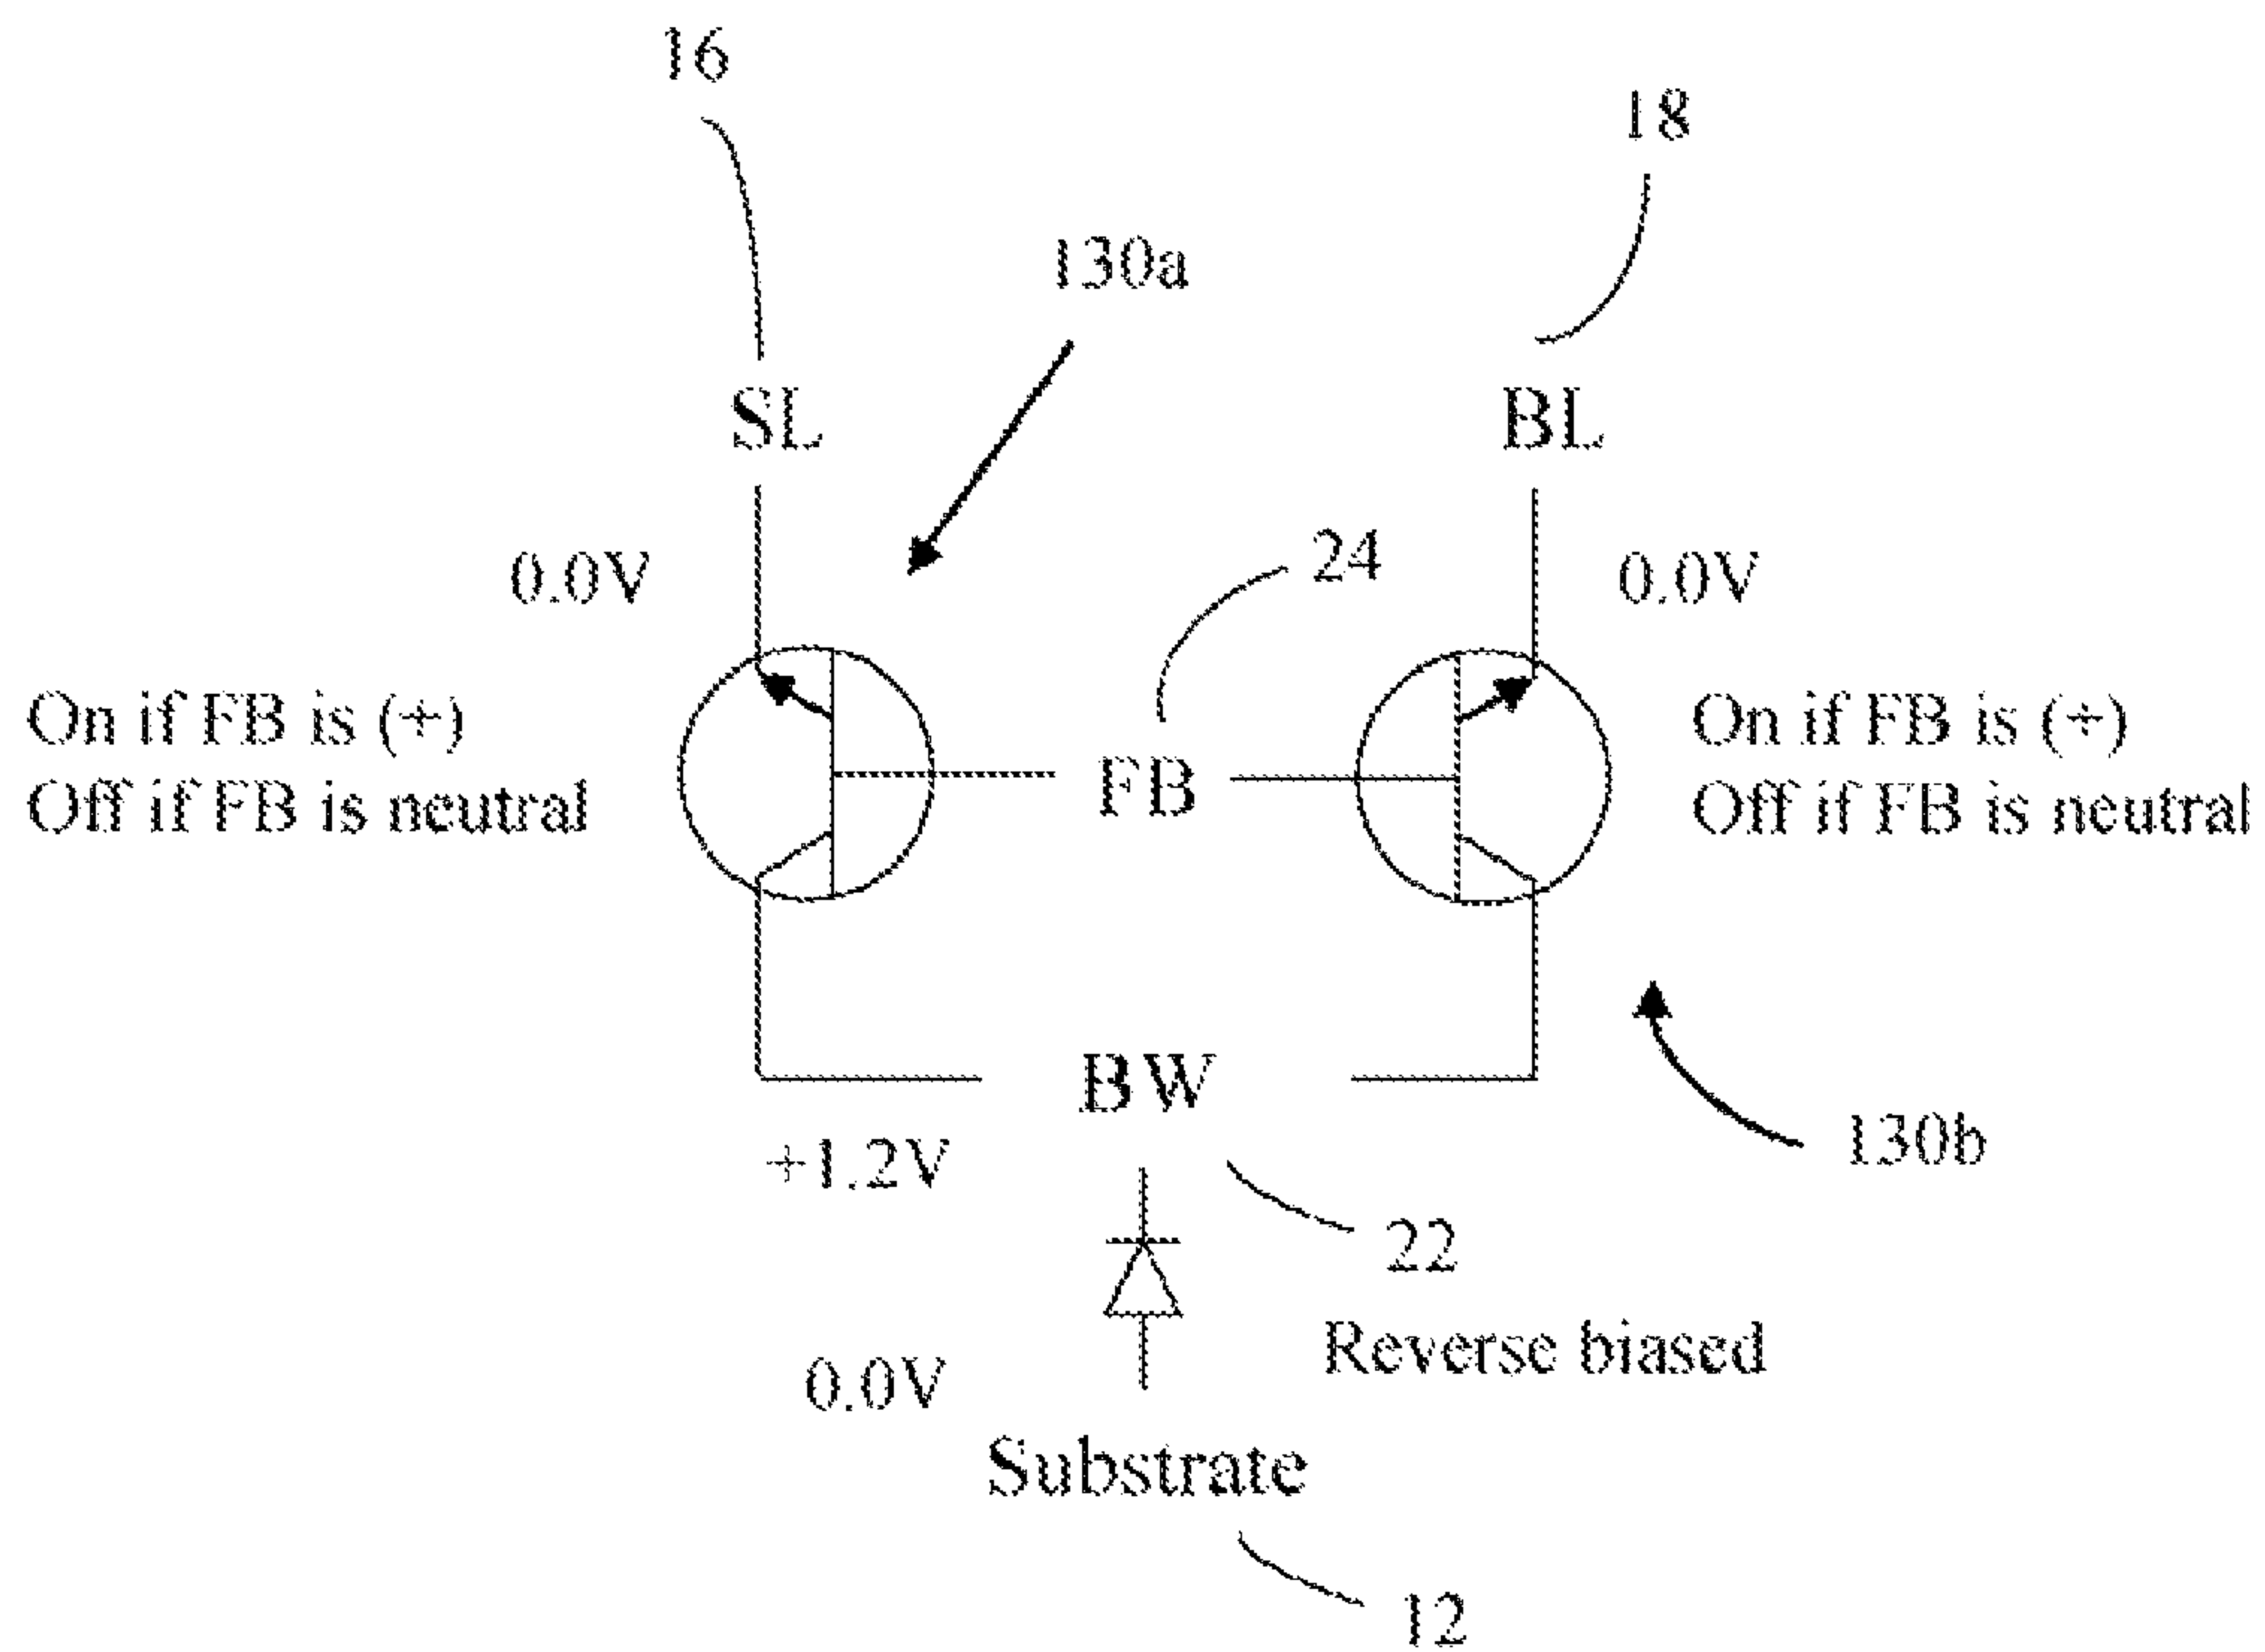 16
18
130a
SL
BL
0.0V
24
0.0V
On if FB is (+)
Off if FB is neutral
FB
On if FB is (+)
Off if FB is neutral
BW
+1.2V
130b
22
Reverse biased
0.0V
Substrate
12